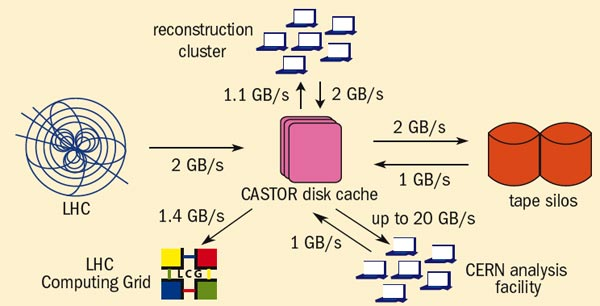 reconstruction
cluster
1.1 GB/s
2 GB/s
2 GB/s
2 GB/s
1 GB/s
LHC
CASTOR disk cache
tape silos
1.4 GB/s
up to 20 GB/s
1 GB/s
LHC
Computing Grid
LCG
CERN analysis
facility